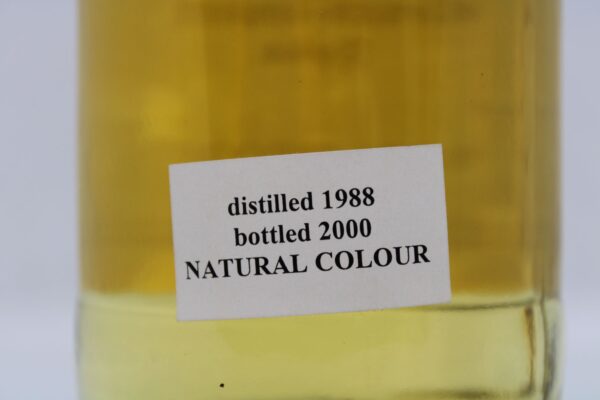 distilled 1988
bottled 2000
NATURAL COLOUR